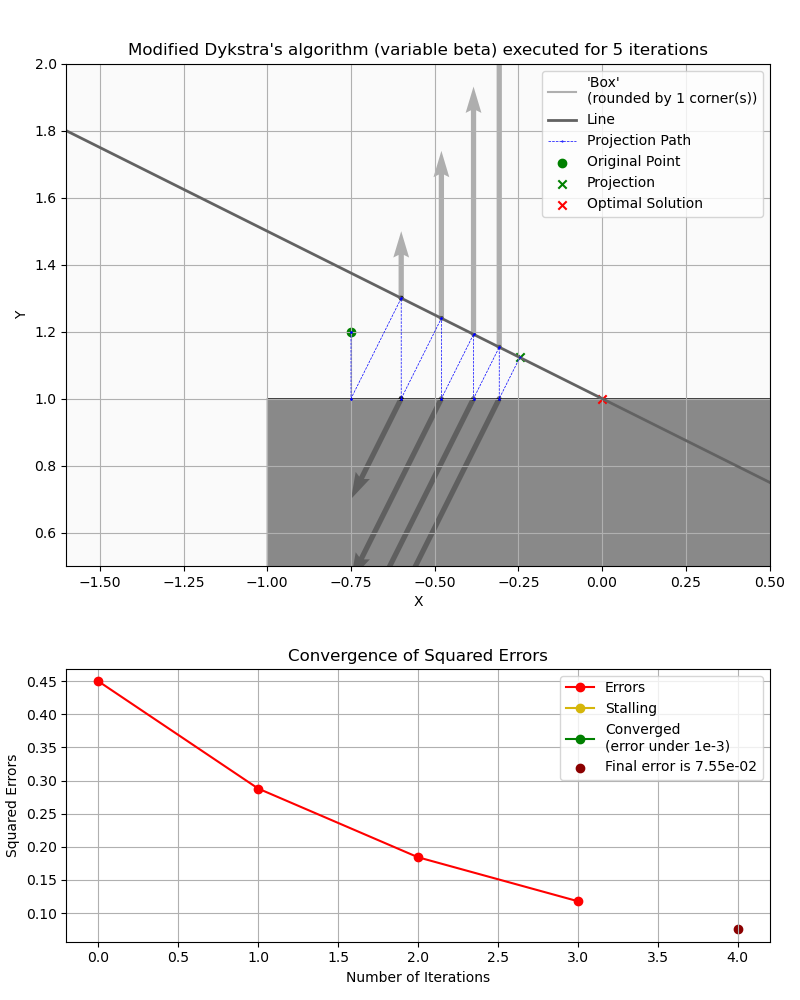 Modified Dykstra's algorithm (variable beta) executed for 5 iterations
2.0
1.8
1.6
1.4
1.2
1.0
0.8
0.6
Y
'Box'
(rounded by 1 corner(s))
Line
Projection Path
Original Point
Projection
Optimal Solution
−1.50 −1.25 −1.00 −0.75 −0.50 −0.25 0.00 0.25 0.50
X
Convergence of Squared Errors
0.45
0.40
0.35
0.30
0.25
0.20
0.15
0.10
Squared Errors
Errors
Stalling
Converged
(error under 1e-3)
Final error is 7.55e-02
0.0 0.5 1.0 1.5 2.0 2.5 3.0 3.5 4.0
Number of Iterations